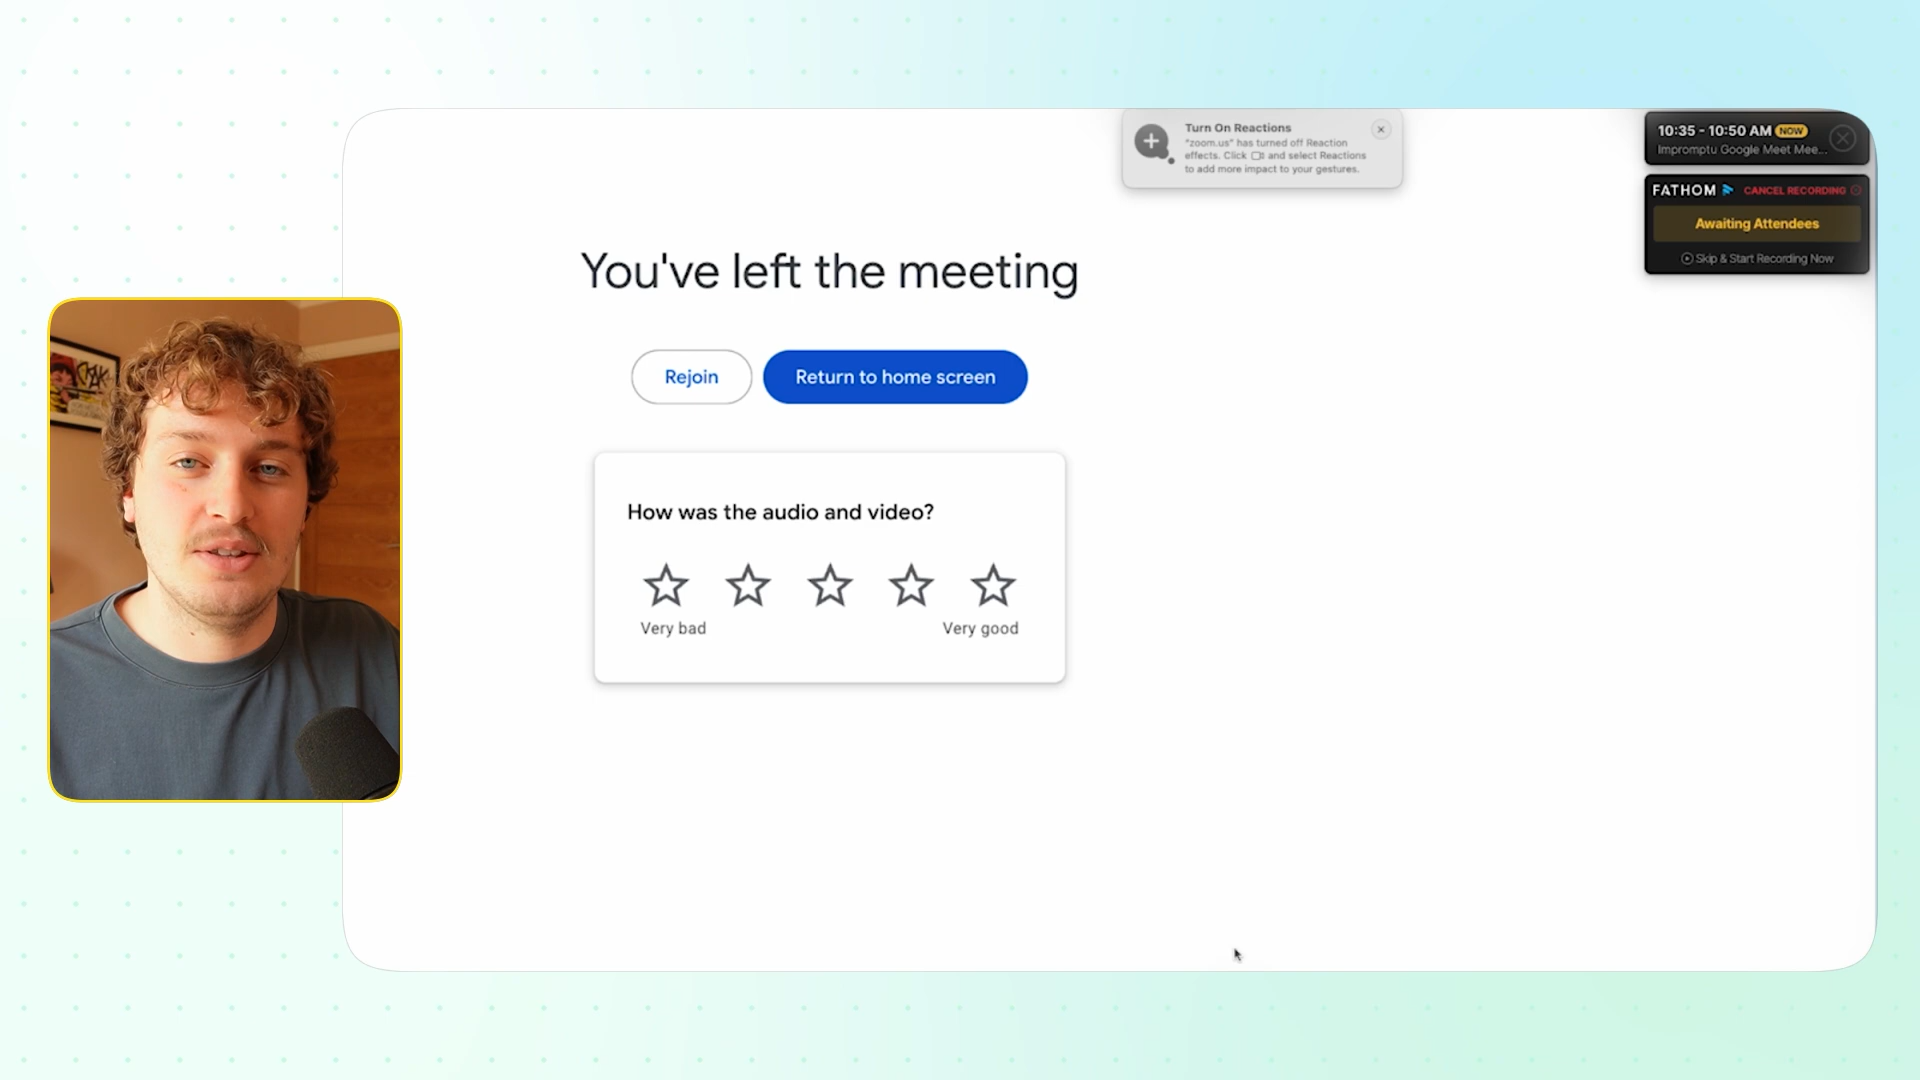 Turn On Reactions
"zoom.us" has turned off Reaction
effects. Click and select Reactions
to add more impact to your gestures.
10:35 - 10:50 AM NOW
Impromptu Google Meet Mee...
FATHOM CANCEL RECORDING
Awaiting Attendees
Skip & Start Recording Now
You've left the meeting
Rejoin
Return to home screen
How was the audio and video?
Very bad
Very good